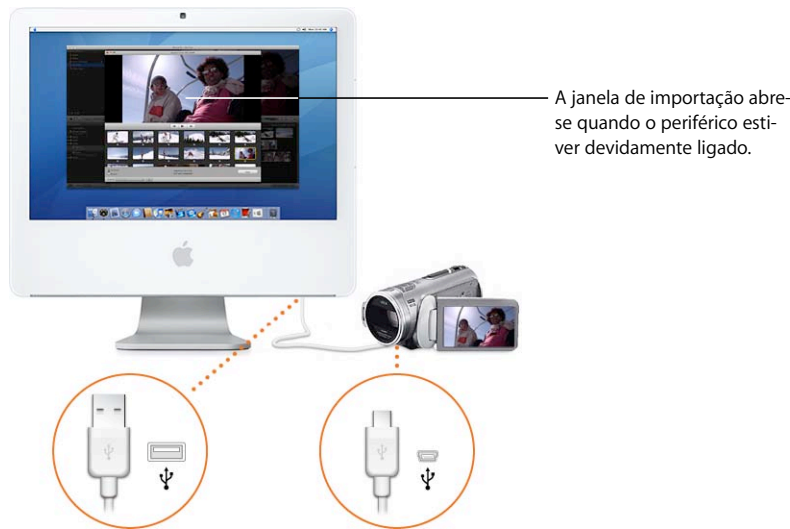 A janela de importação abre-
se quando o periférico esti-
ver devidamente ligado.